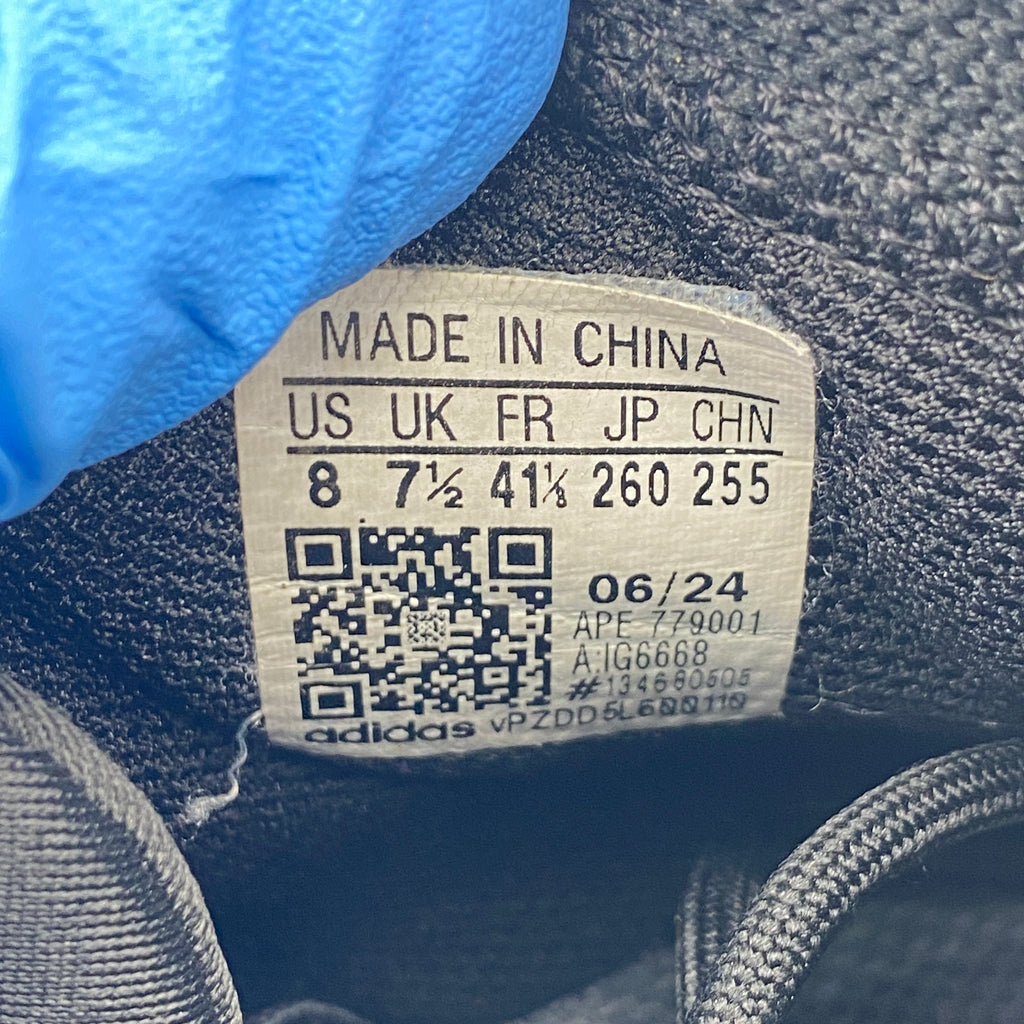 MADE IN CHINA
US UK FR JP CHN
8 7½ 41⅓ 260 255
06/24
APE 779001
A:IG6668
#134680505
adidas vPZDD5L600110